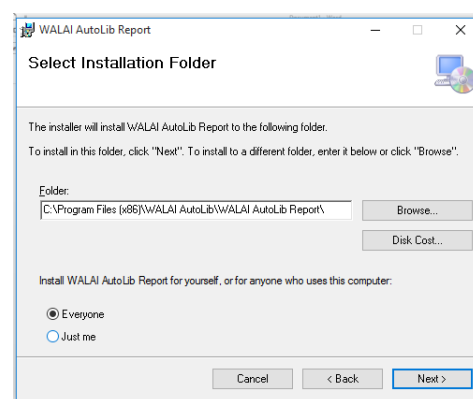 WALAI AutoLib Report
Select Installation Folder
The installer will install WALAI AutoLib Report to the following folder.
To install in this folder, click "Next". To install to a different folder, enter it below or click "Browse".
Folder:
C:\Program Files (x86)\WALAI AutoLib\WALAI AutoLib Report\
Browse...
Disk Cost...
Install WALAI AutoLib Report for yourself, or for anyone who uses this computer:
Everyone
Just me
Cancel
< Back
Next >